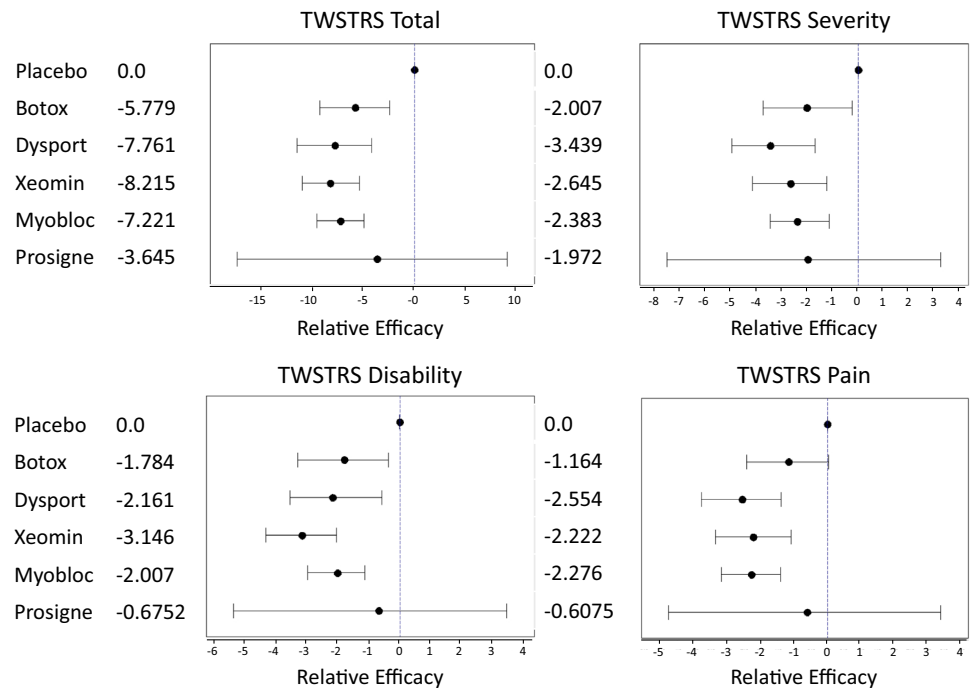 TWSTRS Total
TWSTRS Severity
Placebo 0.0 0.0
Botox -5.779 -2.007
Dysport -7.761 -3.439
Xeomin -8.215 -2.645
Myobloc -7.221 -2.383
Prosigne -3.645 -1.972
-15 -10 -5 -0 5 10
-8 -7 -6 -5 -4 -3 -2 -1 0 1 2 3 4
Relative Efficacy
Relative Efficacy
TWSTRS Disability
TWSTRS Pain
Placebo 0.0 0.0
Botox -1.784 -1.164
Dysport -2.161 -2.554
Xeomin -3.146 -2.222
Myobloc -2.007 -2.276
Prosigne -0.6752 -0.6075
-6 -5 -4 -3 -2 -1 0 1 2 3 4
-5 -4 -3 -2 -1 0 1 2 3 4
Relative Efficacy
Relative Efficacy